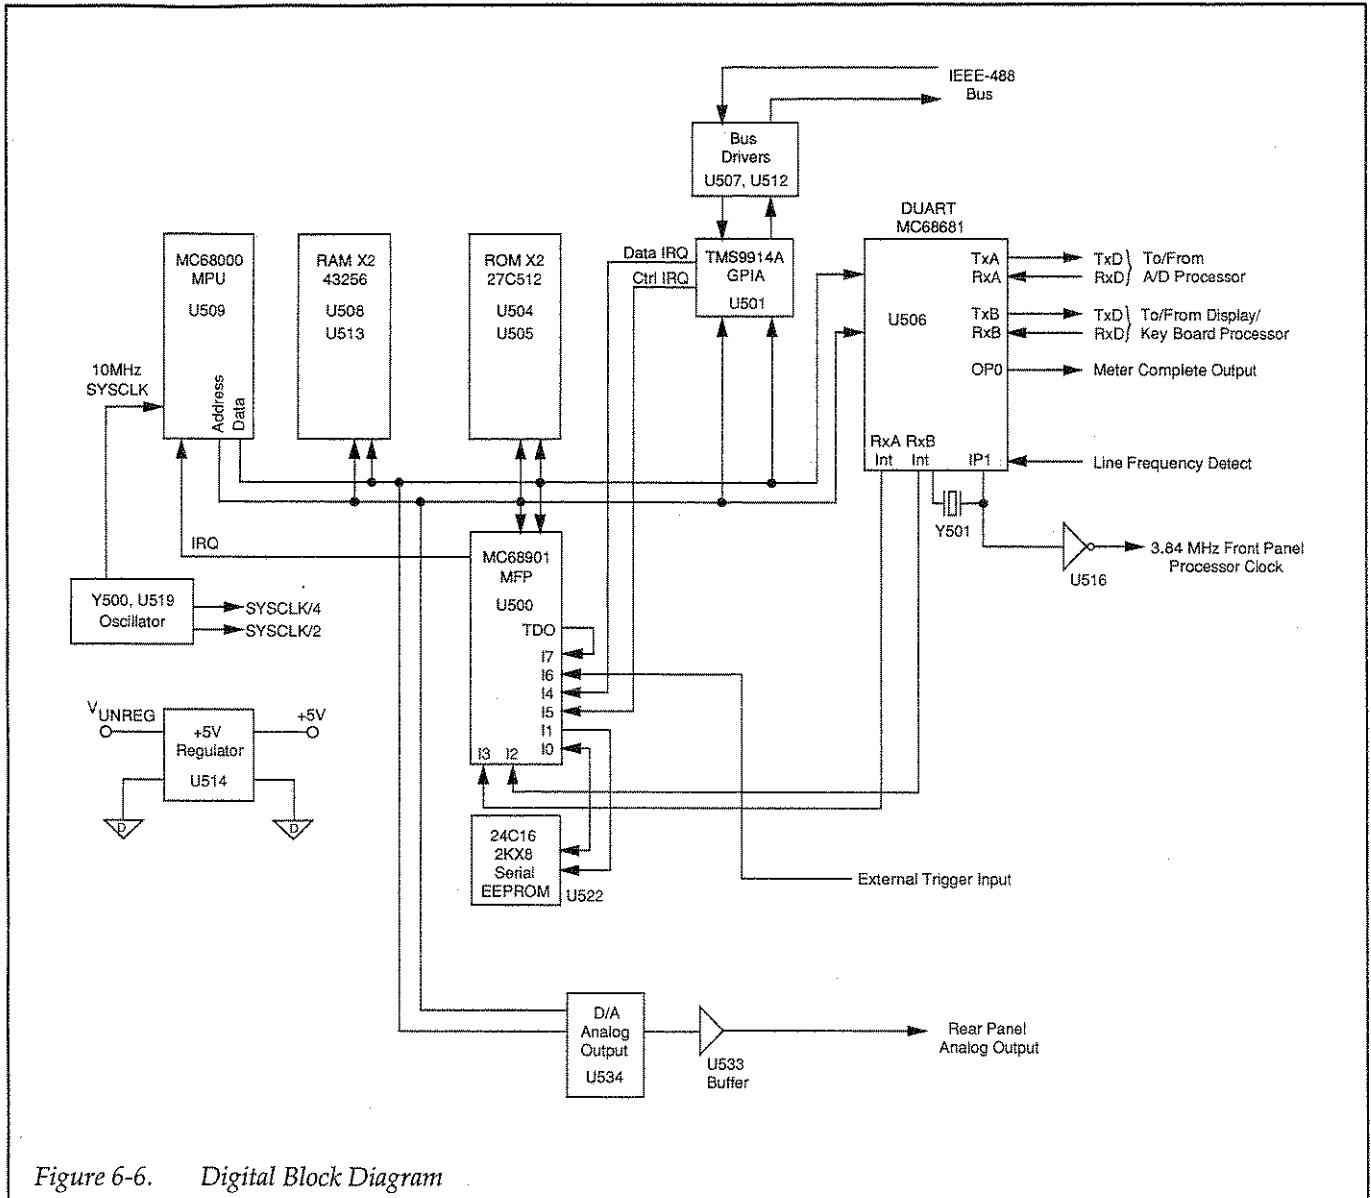 IEEE-488
Bus
Bus
Drivers
U507, U512
DUART
MC68681
MC68000
MPU
U509
Address
Data
RAM X2
43256
U508
U513
ROM X2
27C512
U504
U505
Data IRQ
Ctrl IRQ
TMS9914A
GPIA
U501
U506
TxA
RxA
TxB
RxB
OP0
RxA
Int
RxB
Int
IP1
TxD
RxD
To/From
A/D Processor
TxD
RxD
To/From Display/
Key Board Processor
Meter Complete Output
Line Frequency Detect
10MHz
SYSCLK
Y501
U516
3.84 MHz Front Panel
Processor Clock
IRQ
Y500, U519
Oscillator
SYSCLK/4
SYSCLK/2
MC68901
MFP
U500
TDO
I7
I6
I4
I5
I1
I0
I3
I2
VUNREG
+5V
Regulator
U514
+5V
D
D
24C16
2KX8
Serial
EEPROM
U522
External Trigger Input
D/A
Analog
Output
U534
U533
Buffer
Rear Panel
Analog Output
Figure 6-6. Digital Block Diagram